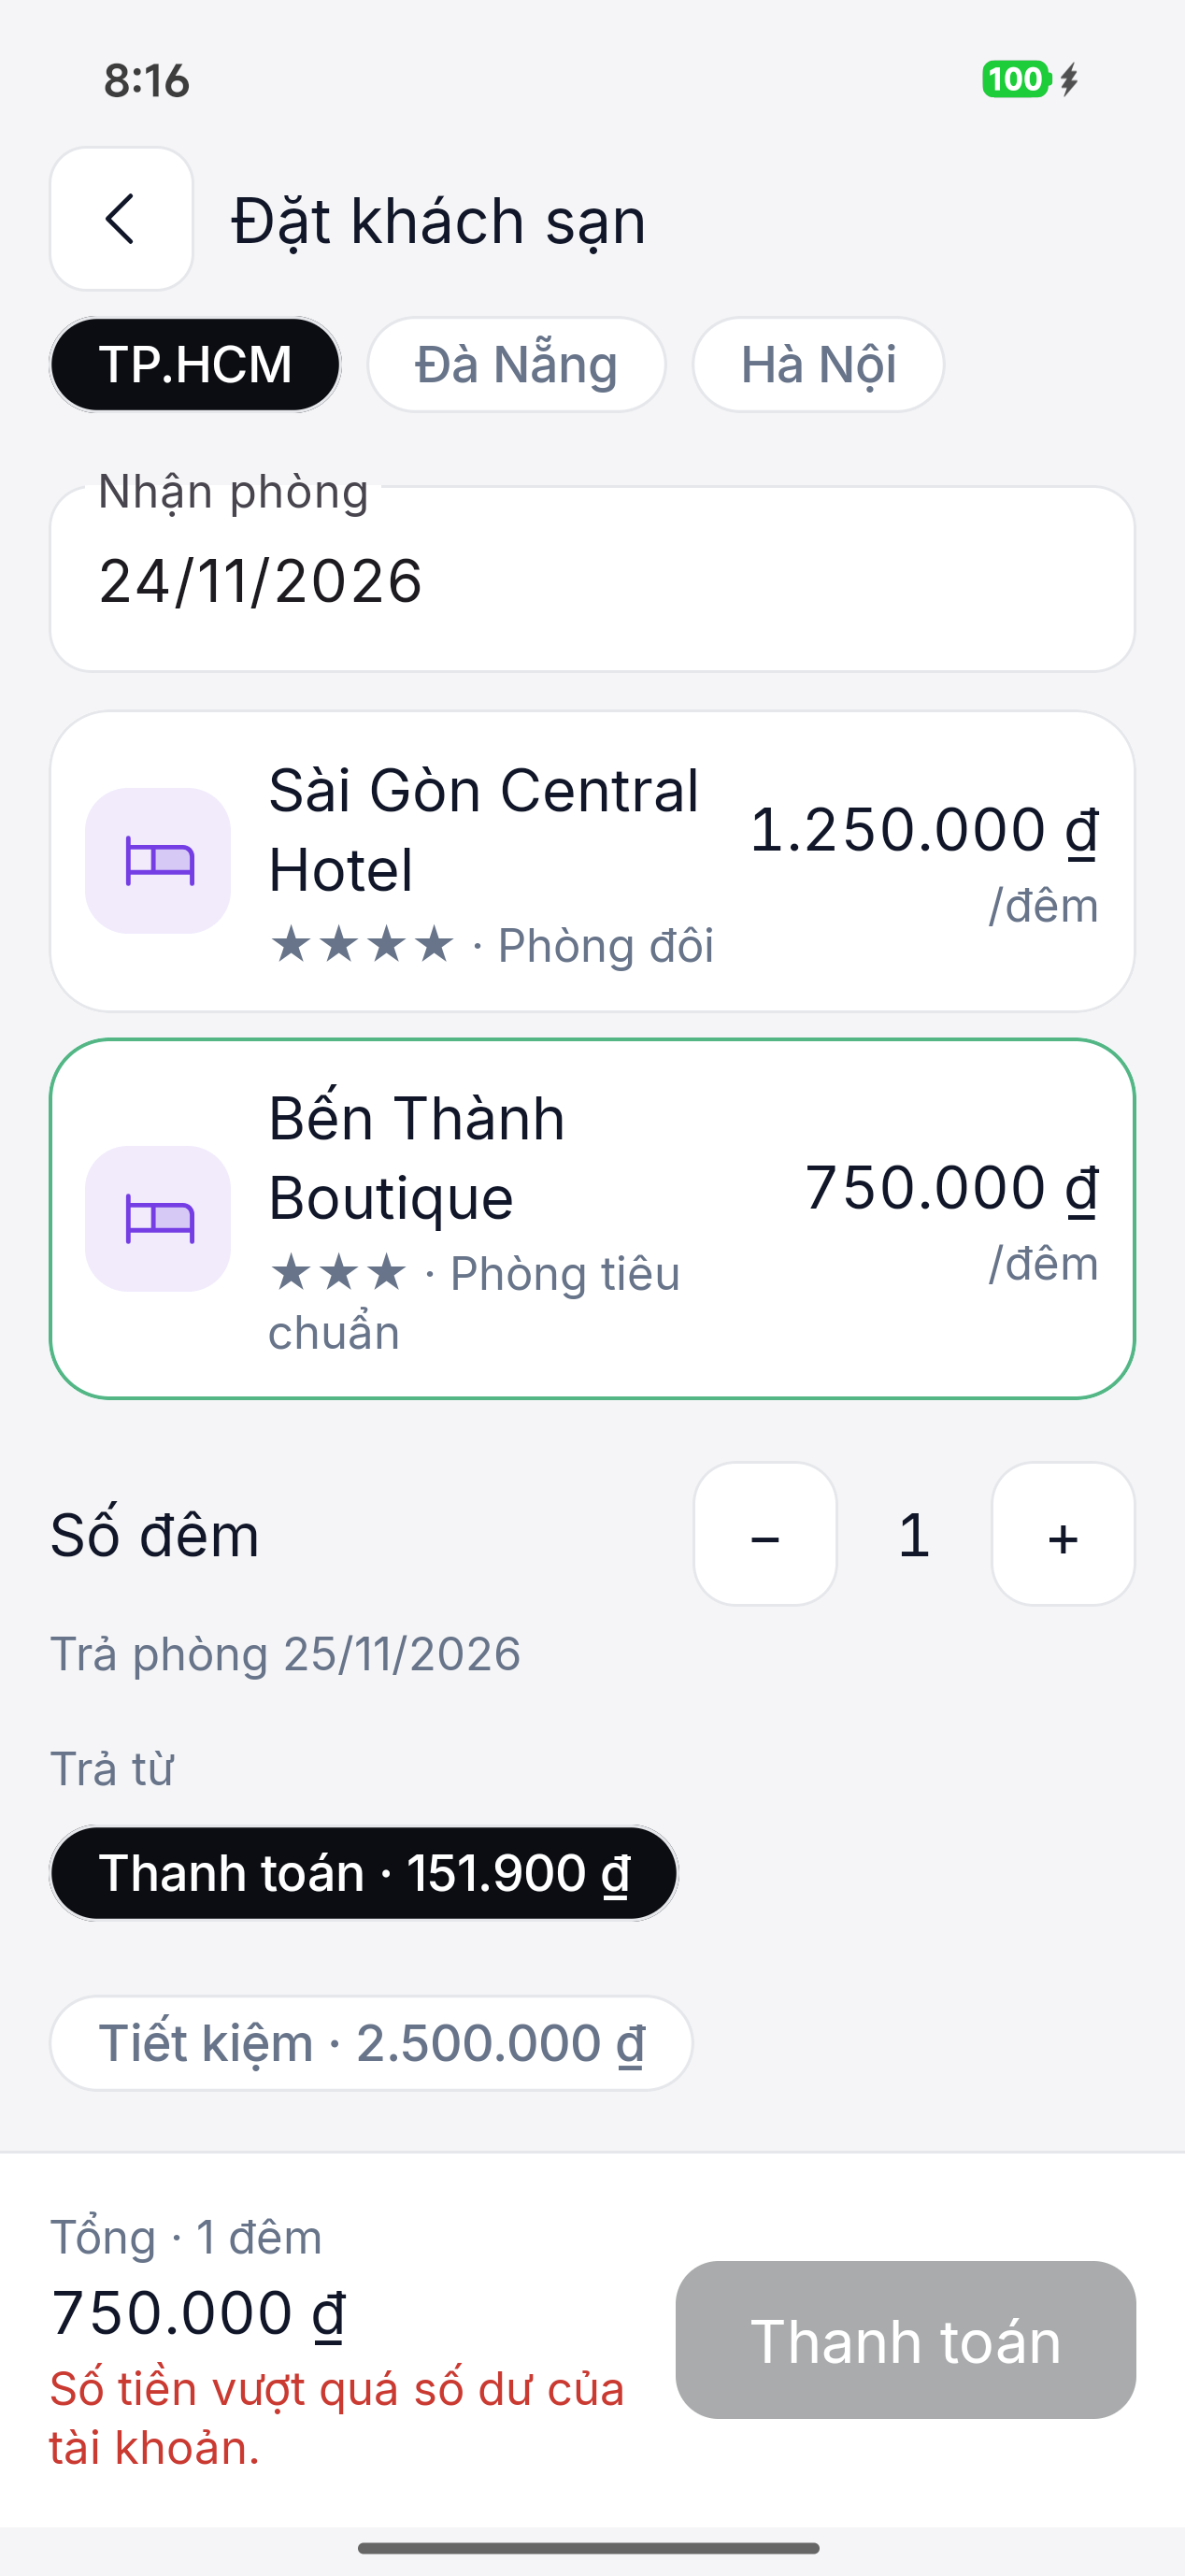 8:16
100
Đặt khách sạn
TP.HCM
Đà Nẵng
Hà Nội
Nhận phòng
24/11/2026
Sài Gòn Central
Hotel
★★★★ · Phòng đôi
1.250.000 ₫
/đêm
Bến Thành
Boutique
★★★ · Phòng tiêu
chuẩn
750.000 ₫
/đêm
Số đêm
− 1 +
Trả phòng 25/11/2026
Trả từ
Thanh toán · 151.900 ₫
Tiết kiệm · 2.500.000 ₫
Tổng · 1 đêm
750.000 ₫
Số tiền vượt quá số dư của
tài khoản.
Thanh toán